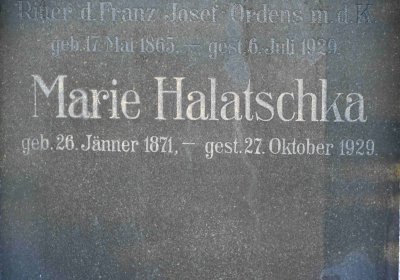 Ritter d. Franz Josef-Ordens m. d. K.
geb. 17. Mai 1865, — gest. 6. Juli 1929.
Marie Halatschka
geb. 26. Jänner 1871, — gest. 27. Oktober 1929.